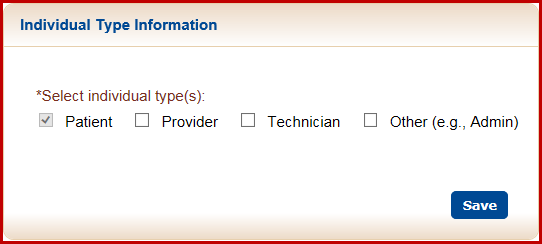 Individual Type Information
*Select individual type(s):
Patient Provider Technician Other (e.g., Admin)
Save